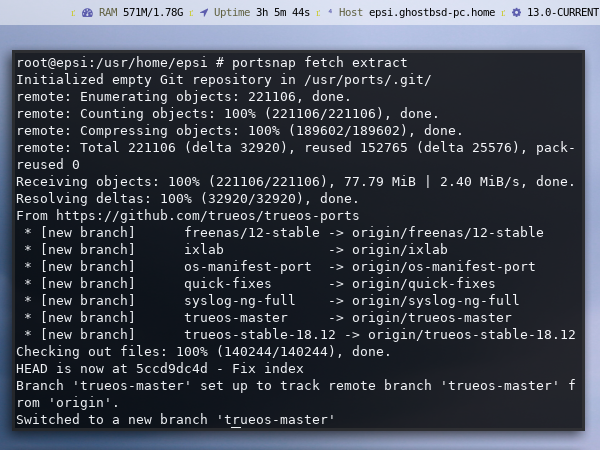 RAM 571M/1.78G Uptime 3h 5m 44s Host epsi.ghostbsd-pc.home 13.0-CURRENT
root@epsi:/usr/home/epsi # portsnap fetch extract
Initialized empty Git repository in /usr/ports/.git/
remote: Enumerating objects: 221106, done.
remote: Counting objects: 100% (221106/221106), done.
remote: Compressing objects: 100% (189602/189602), done.
remote: Total 221106 (delta 32920), reused 152765 (delta 25576), pack-
reused 0
Receiving objects: 100% (221106/221106), 77.79 MiB | 2.40 MiB/s, done.
Resolving deltas: 100% (32920/32920), done.
From https://github.com/trueos/trueos-ports
 * [new branch]      freenas/12-stable -> origin/freenas/12-stable
 * [new branch]      ixlab             -> origin/ixlab
 * [new branch]      os-manifest-port  -> origin/os-manifest-port
 * [new branch]      quick-fixes       -> origin/quick-fixes
 * [new branch]      syslog-ng-full    -> origin/syslog-ng-full
 * [new branch]      trueos-master     -> origin/trueos-master
 * [new branch]      trueos-stable-18.12 -> origin/trueos-stable-18.12
Checking out files: 100% (140244/140244), done.
HEAD is now at 5ccd9dc4d - Fix index
Branch 'trueos-master' set up to track remote branch 'trueos-master' f
rom 'origin'.
Switched to a new branch 'trueos-master'